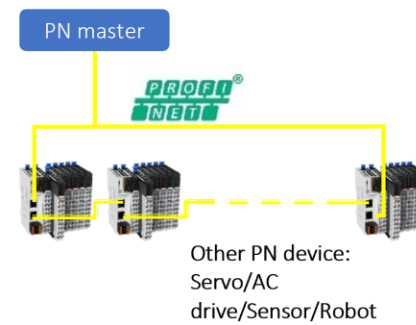 PN master
PROFI
NET
Other PN device:
Servo/AC
drive/Sensor/Robot